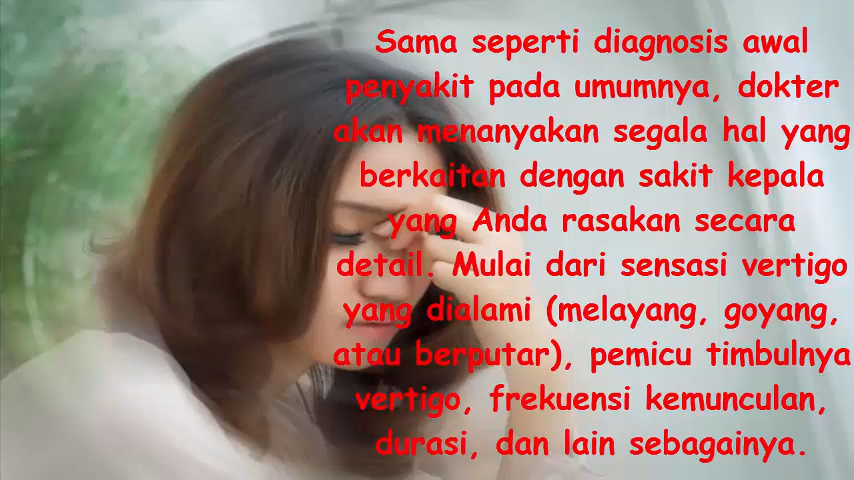 Sama seperti diagnosis awal
penyakit pada umumnya, dokter
akan menanyakan segala hal yang
berkaitan dengan sakit kepala
yang Anda rasakan secara
detail. Mulai dari sensasi vertigo
yang dialami (melayang, goyang,
atau berputar), pemicu timbulnya
vertigo, frekuensi kemunculan,
durasi, dan lain sebagainya.